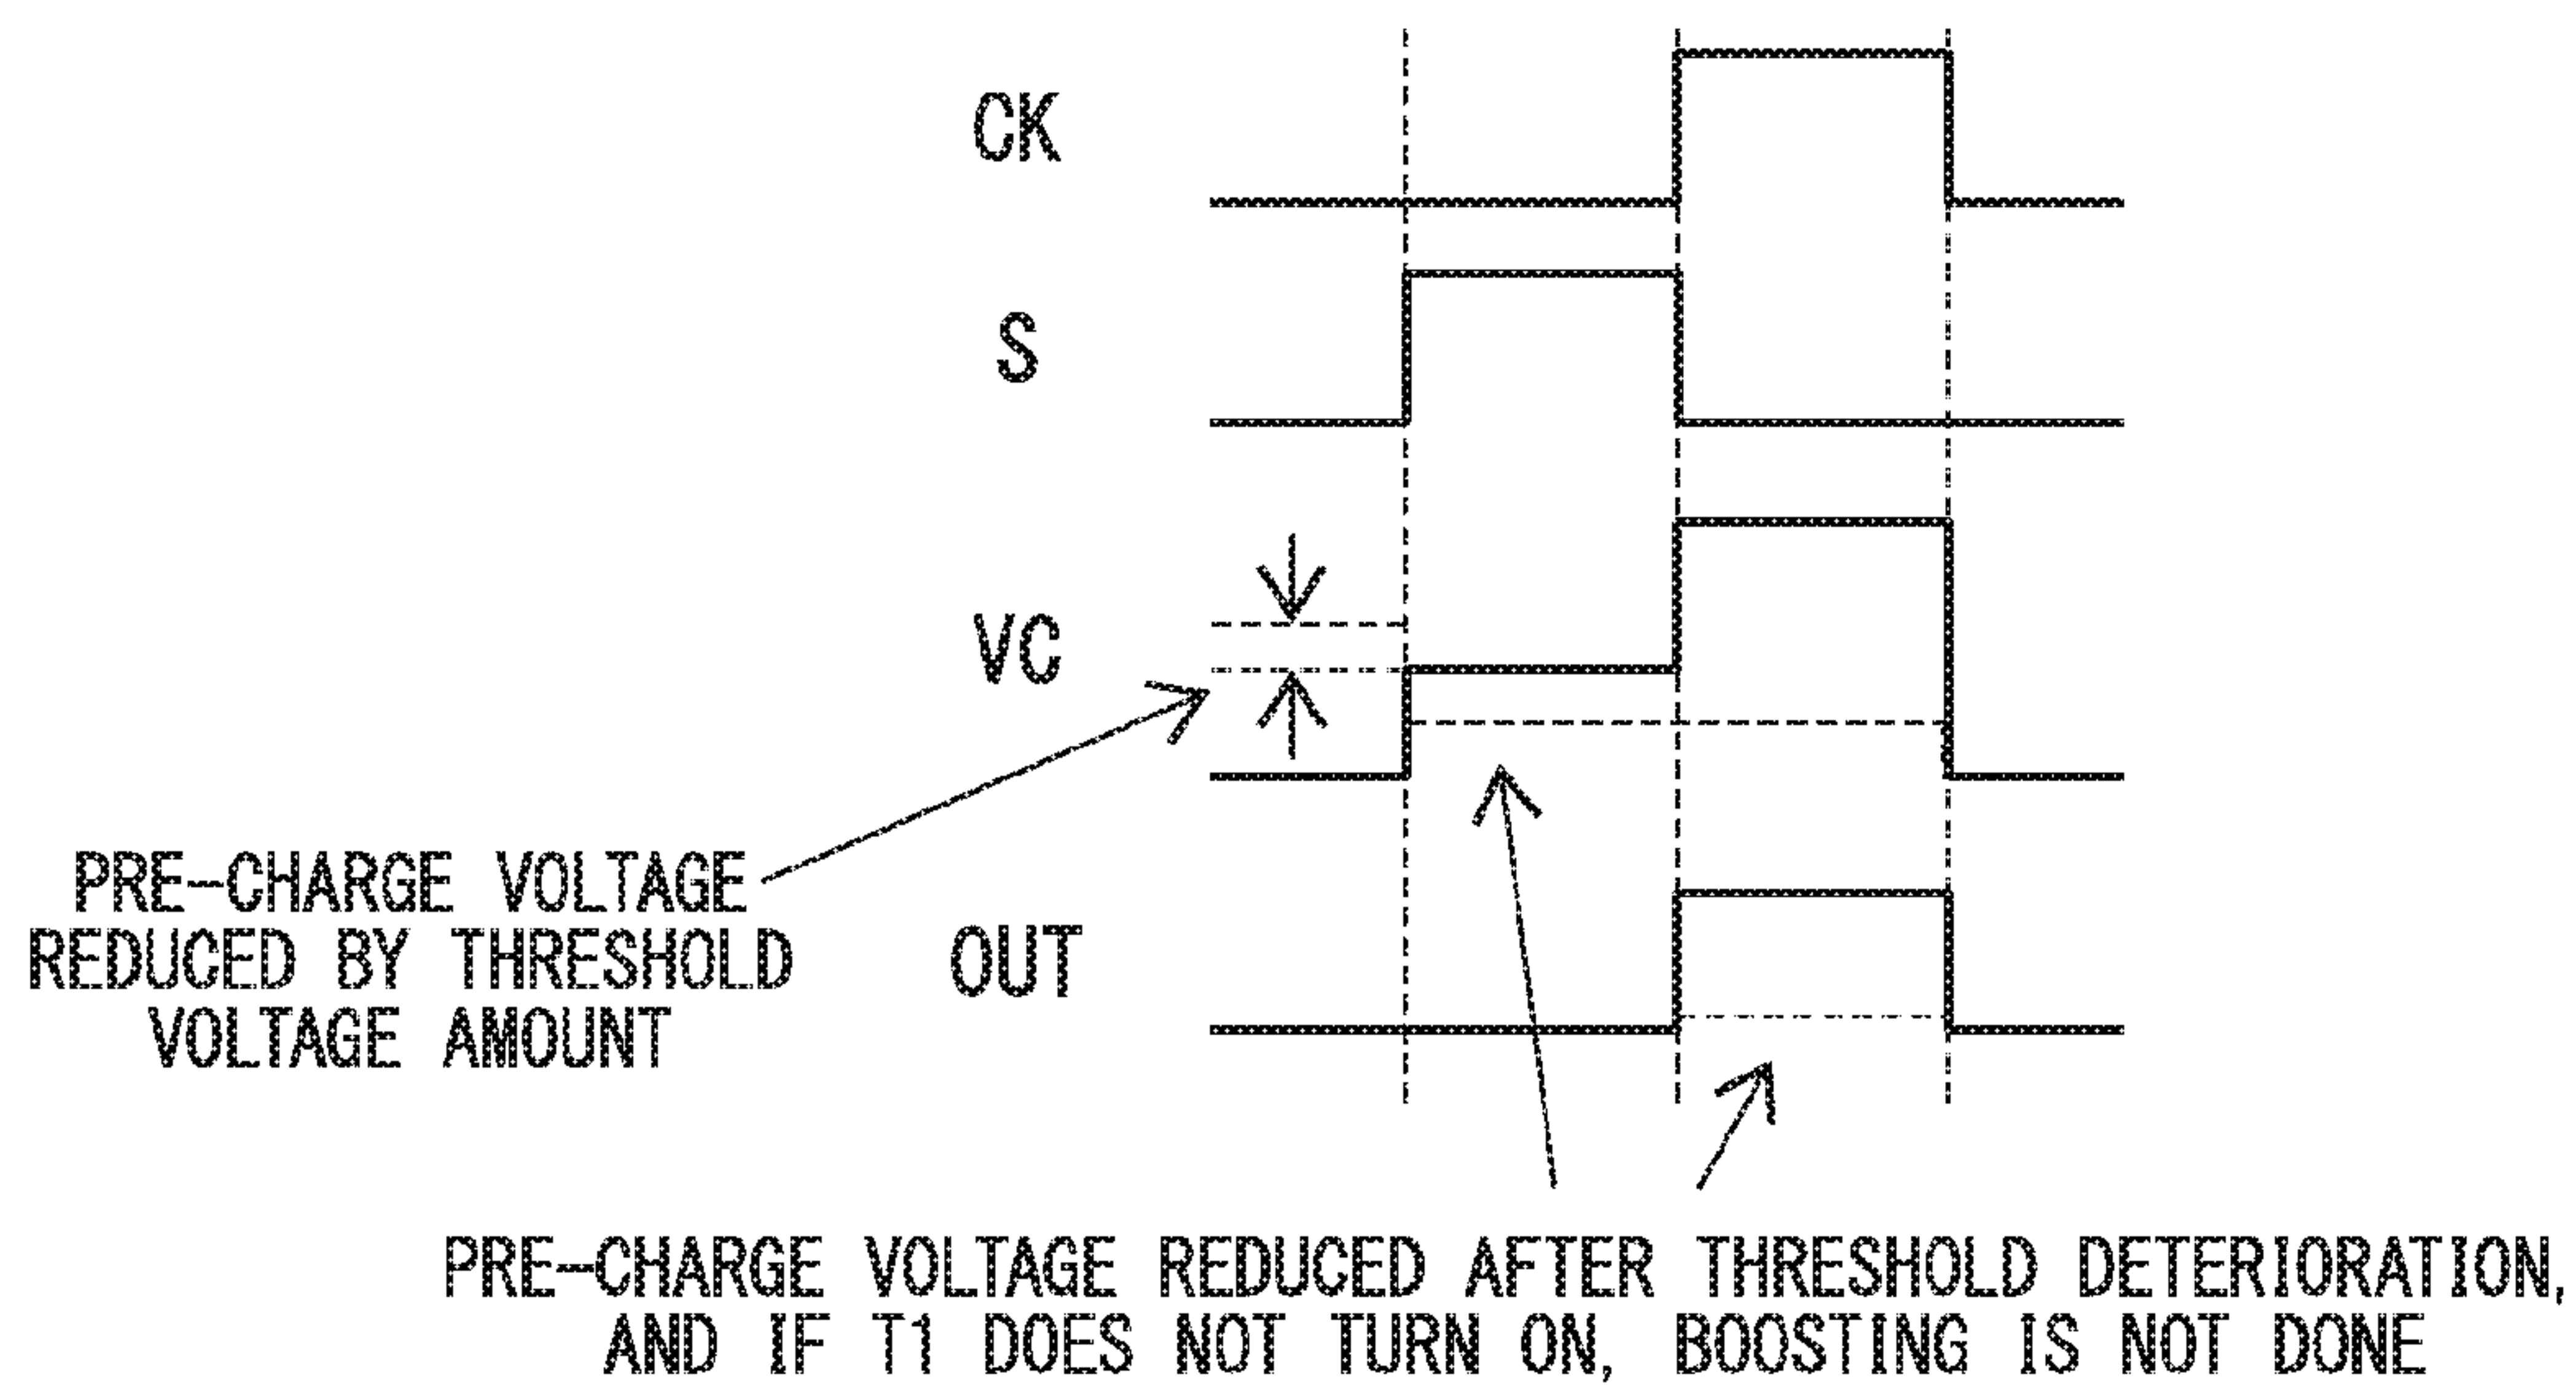 CK
S
VC
PRE-CHARGE VOLTAGE
REDUCED BY THRESHOLD
VOLTAGE AMOUNT
OUT
PRE-CHARGE VOLTAGE REDUCED AFTER THRESHOLD DETERIORATION,
AND IF T1 DOES NOT TURN ON, BOOSTING IS NOT DONE